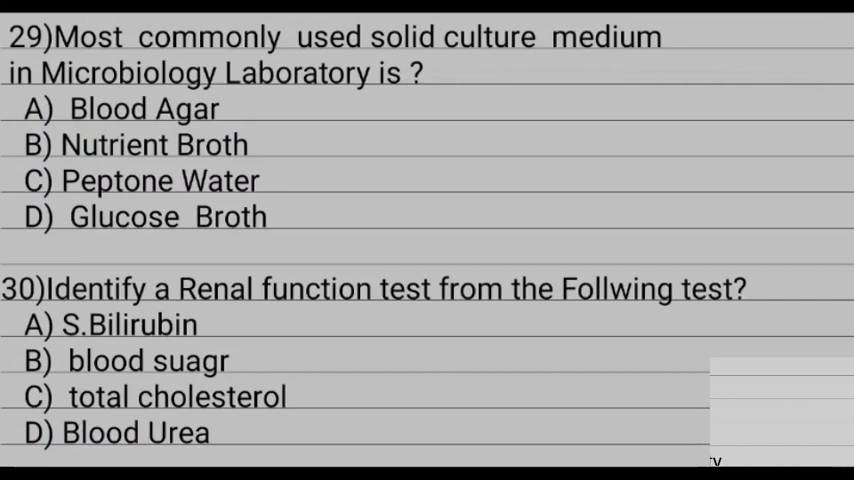 29)Most commonly used solid culture medium
in Microbiology Laboratory is ?
A) Blood Agar
B) Nutrient Broth
C) Peptone Water
D) Glucose Broth
30)Identify a Renal function test from the Follwing test?
A) S.Bilirubin
B) blood suagr
C) total cholesterol
D) Blood Urea